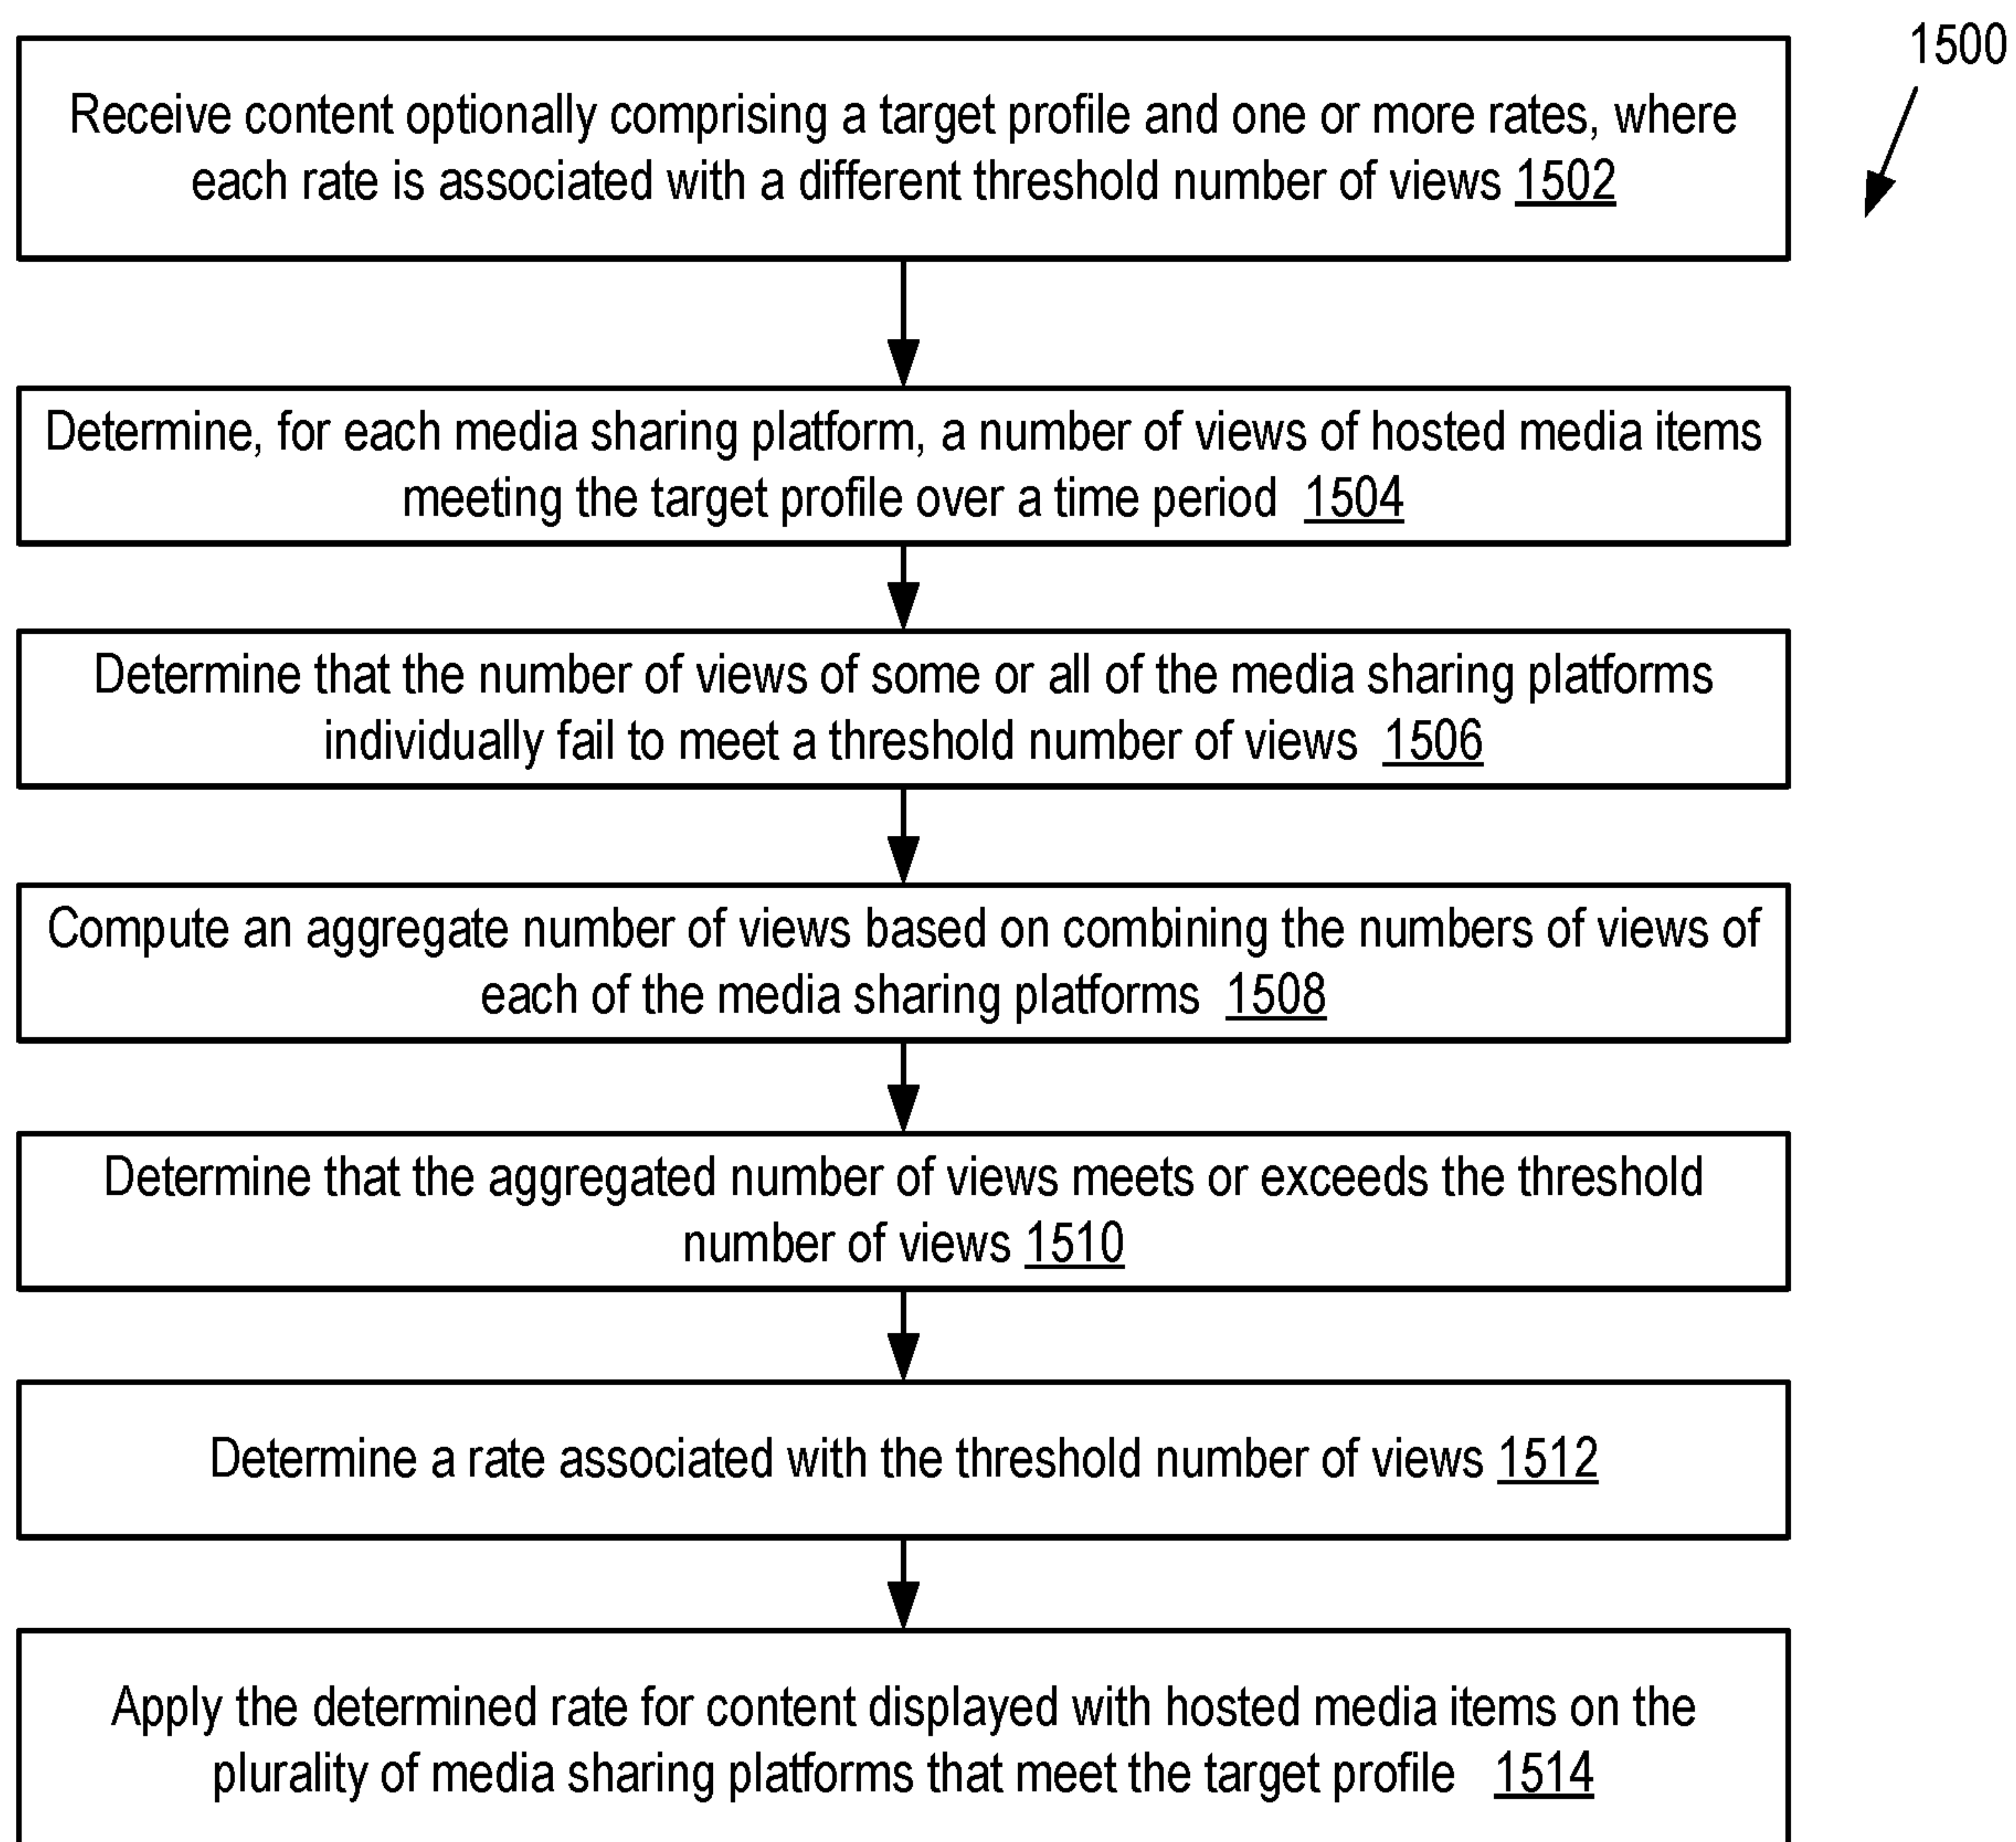 1500
Receive content optionally comprising a target profile and one or more rates, where
each rate is associated with a different threshold number of views 1502
Determine, for each media sharing platform, a number of views of hosted media items
meeting the target profile over a time period 1504
Determine that the number of views of some or all of the media sharing platforms
individually fail to meet a threshold number of views 1506
Compute an aggregate number of views based on combining the numbers of views of
each of the media sharing platforms 1508
Determine that the aggregated number of views meets or exceeds the threshold
number of views 1510
Determine a rate associated with the threshold number of views 1512
Apply the determined rate for content displayed with hosted media items on the
plurality of media sharing platforms that meet the target profile 1514